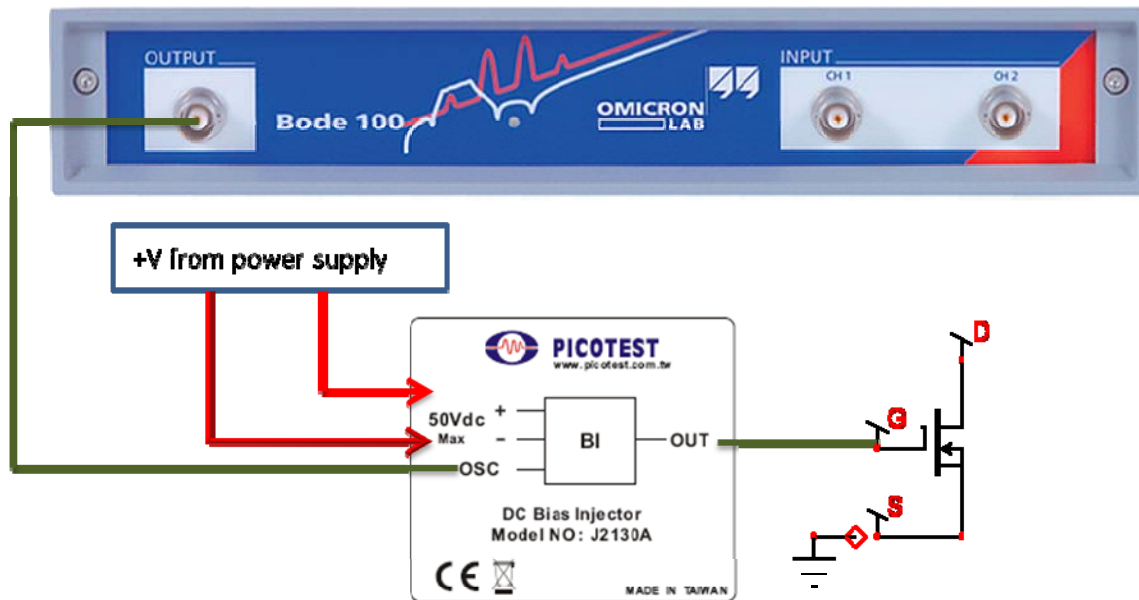 OUTPUT
INPUT
CH 1
CH 2
Bode 100
OMICRON
LAB
+V from power supply
PICOTEST
www.picotest.com.tw
50Vdc +
Max -
BI
OUT
OSC
DC Bias Injector
Model NO: J2130A
CE
MADE IN TAIWAN
D
G
S